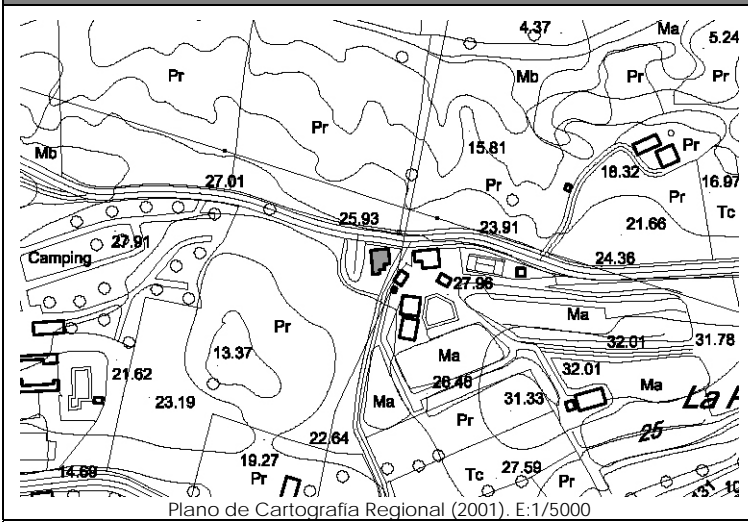 4.37 Ma
5.24
Pr Mb Pr Pr
Pr
15.81 Pr
Mb
18.32 16.97
Pr Pr
27.01
21.66 Tc
25.93 23.91
27.91
Camping 24.36
27.96
Ma
Pr
13.37 Ma 32.01 31.78
21.62 26.46 32.01 Ma
23.19 Ma Pr 31.33
25
22.64
19.27
14.69 Pr Tc 27.59 Pr
Plano de Cartografía Regional (2001). E:1/5000